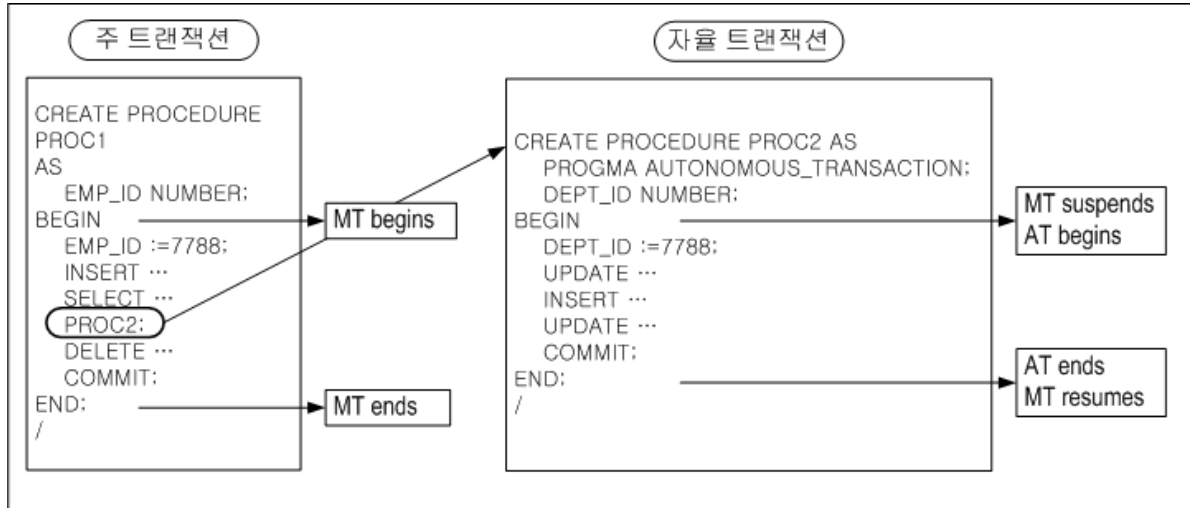 주 트랜잭션
CREATE PROCEDURE
PROC1
AS
EMP_ID NUMBER;
BEGIN
EMP_ID :=7788;
INSERT ⋯
SELECT ⋯
PROC2;
DELETE ⋯
COMMIT;
END;
/
MT begins
MT ends
자율 트랜잭션
CREATE PROCEDURE PROC2 AS
PROGMA AUTONOMOUS_TRANSACTION;
DEPT_ID NUMBER;
BEGIN
DEPT_ID :=7788;
UPDATE ⋯
INSERT ⋯
UPDATE ⋯
COMMIT;
END;
/
MT suspends
AT begins
AT ends
MT resumes